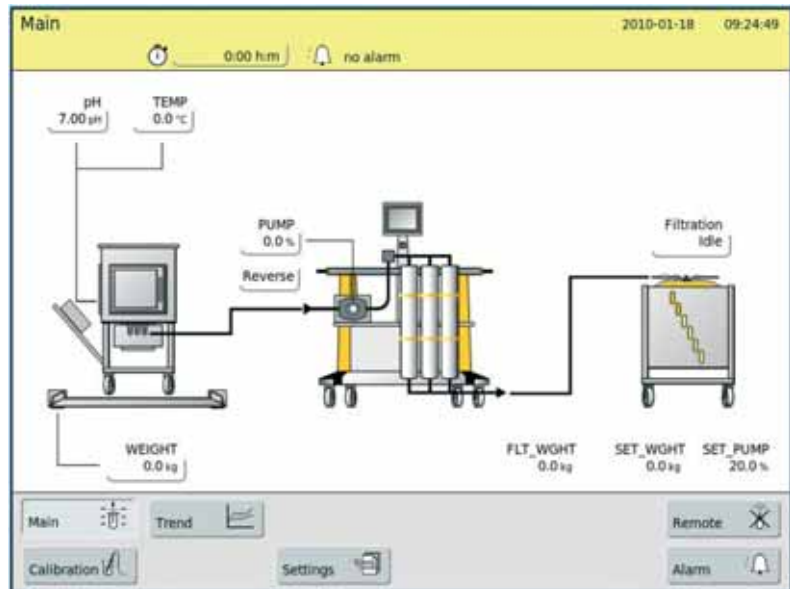 Main
2010-01-18 09:24:49
0:00 h:m
no alarm
pH
7.00 pH
TEMP
0.0 °C
PUMP
0.0 %
Reverse
Filtration
Idle
WEIGHT
0.0 kg
FLT_WGHT
0.0 kg
SET_WGHT
0.0 kg
SET_PUMP
20.0 %
Main
Trend
Remote
Calibration
Settings
Alarm